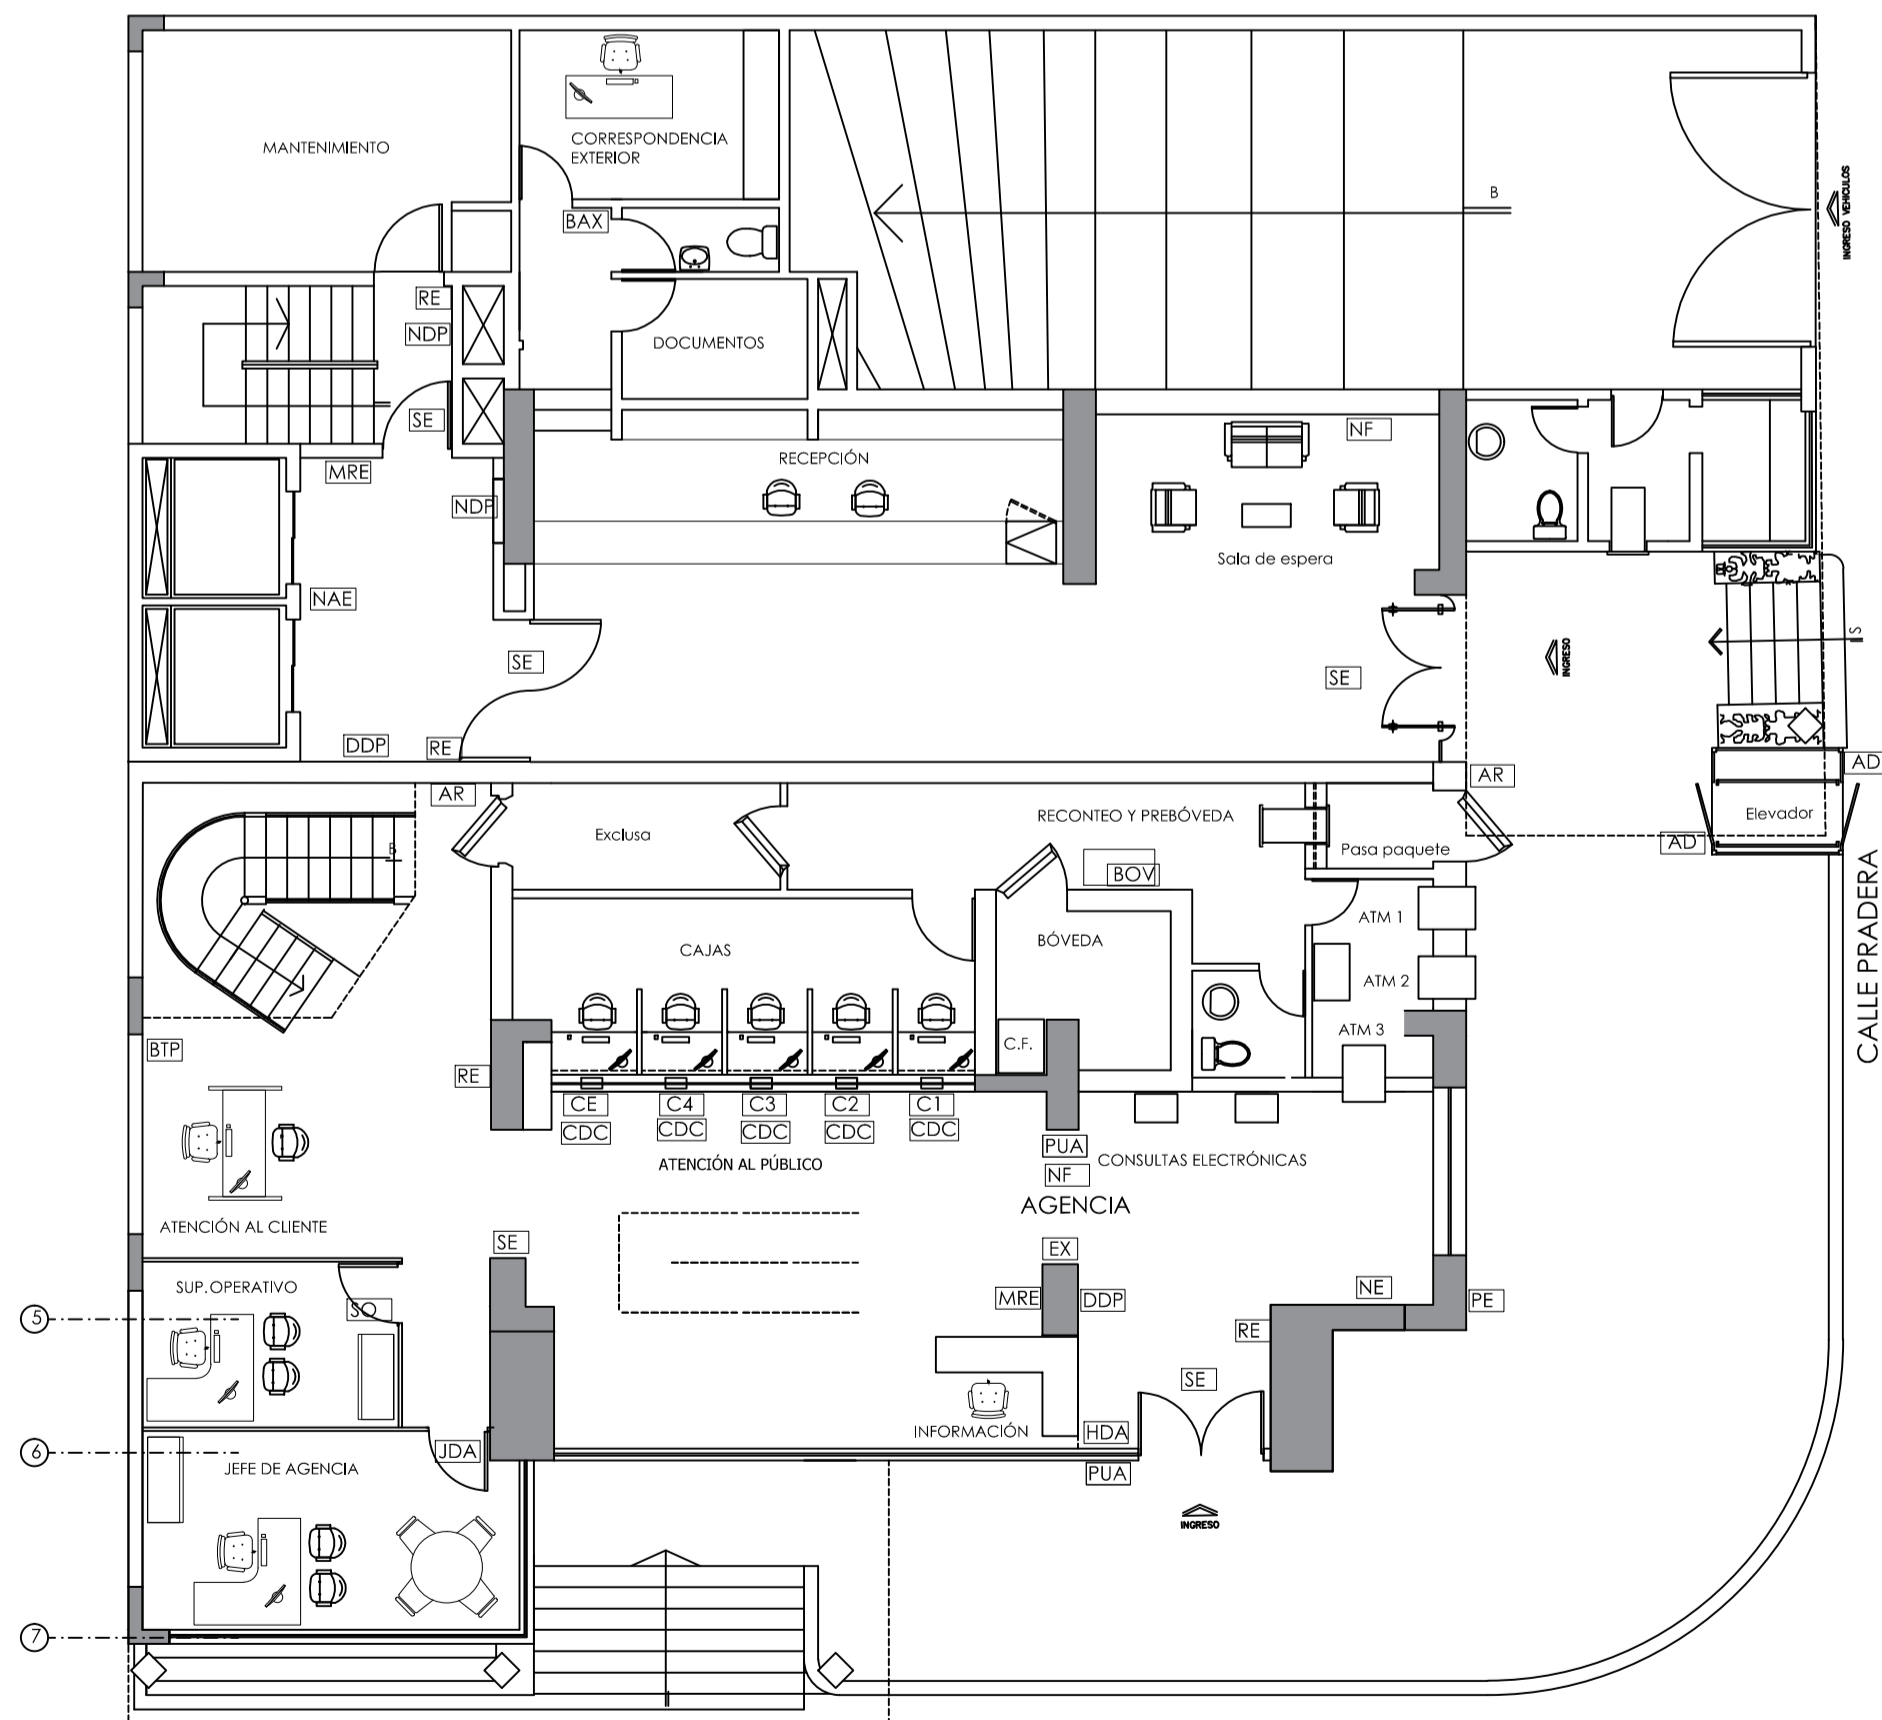 MANTENIMIENTO
CORRESPONDENCIA
EXTERIOR
B
INGRESO VEHICULOS
BAX
RE
NDP
DOCUMENTOS
SE
NF
RECEPCIÓN
MRE
NDP
Sala de espera
NAE
SE
SE
INGRESO
S
DDP
RE
AR
AD
AR
Exclusa
RECONTEO Y PREBÓVEDA
Elevador
AD
Pasa paquete
B
BOV
ATM 1
CAJAS
BÓVEDA
ATM 2
CALLE PRADERA
ATM 3
C.F.
BTP
RE
CE
C4
C3
C2
C1
CDC
CDC
CDC
CDC
CDC
PUA
ATENCIÓN AL PÚBLICO
CONSULTAS ELECTRÓNICAS
NF
AGENCIA
ATENCIÓN AL CLIENTE
SE
EX
SUP.OPERATIVO
NE
MRE
DDP
PE
SO
5
RE
SE
INFORMACIÓN
HDA
6
JDA
JEFE DE AGENCIA
PUA
INGRESO
7